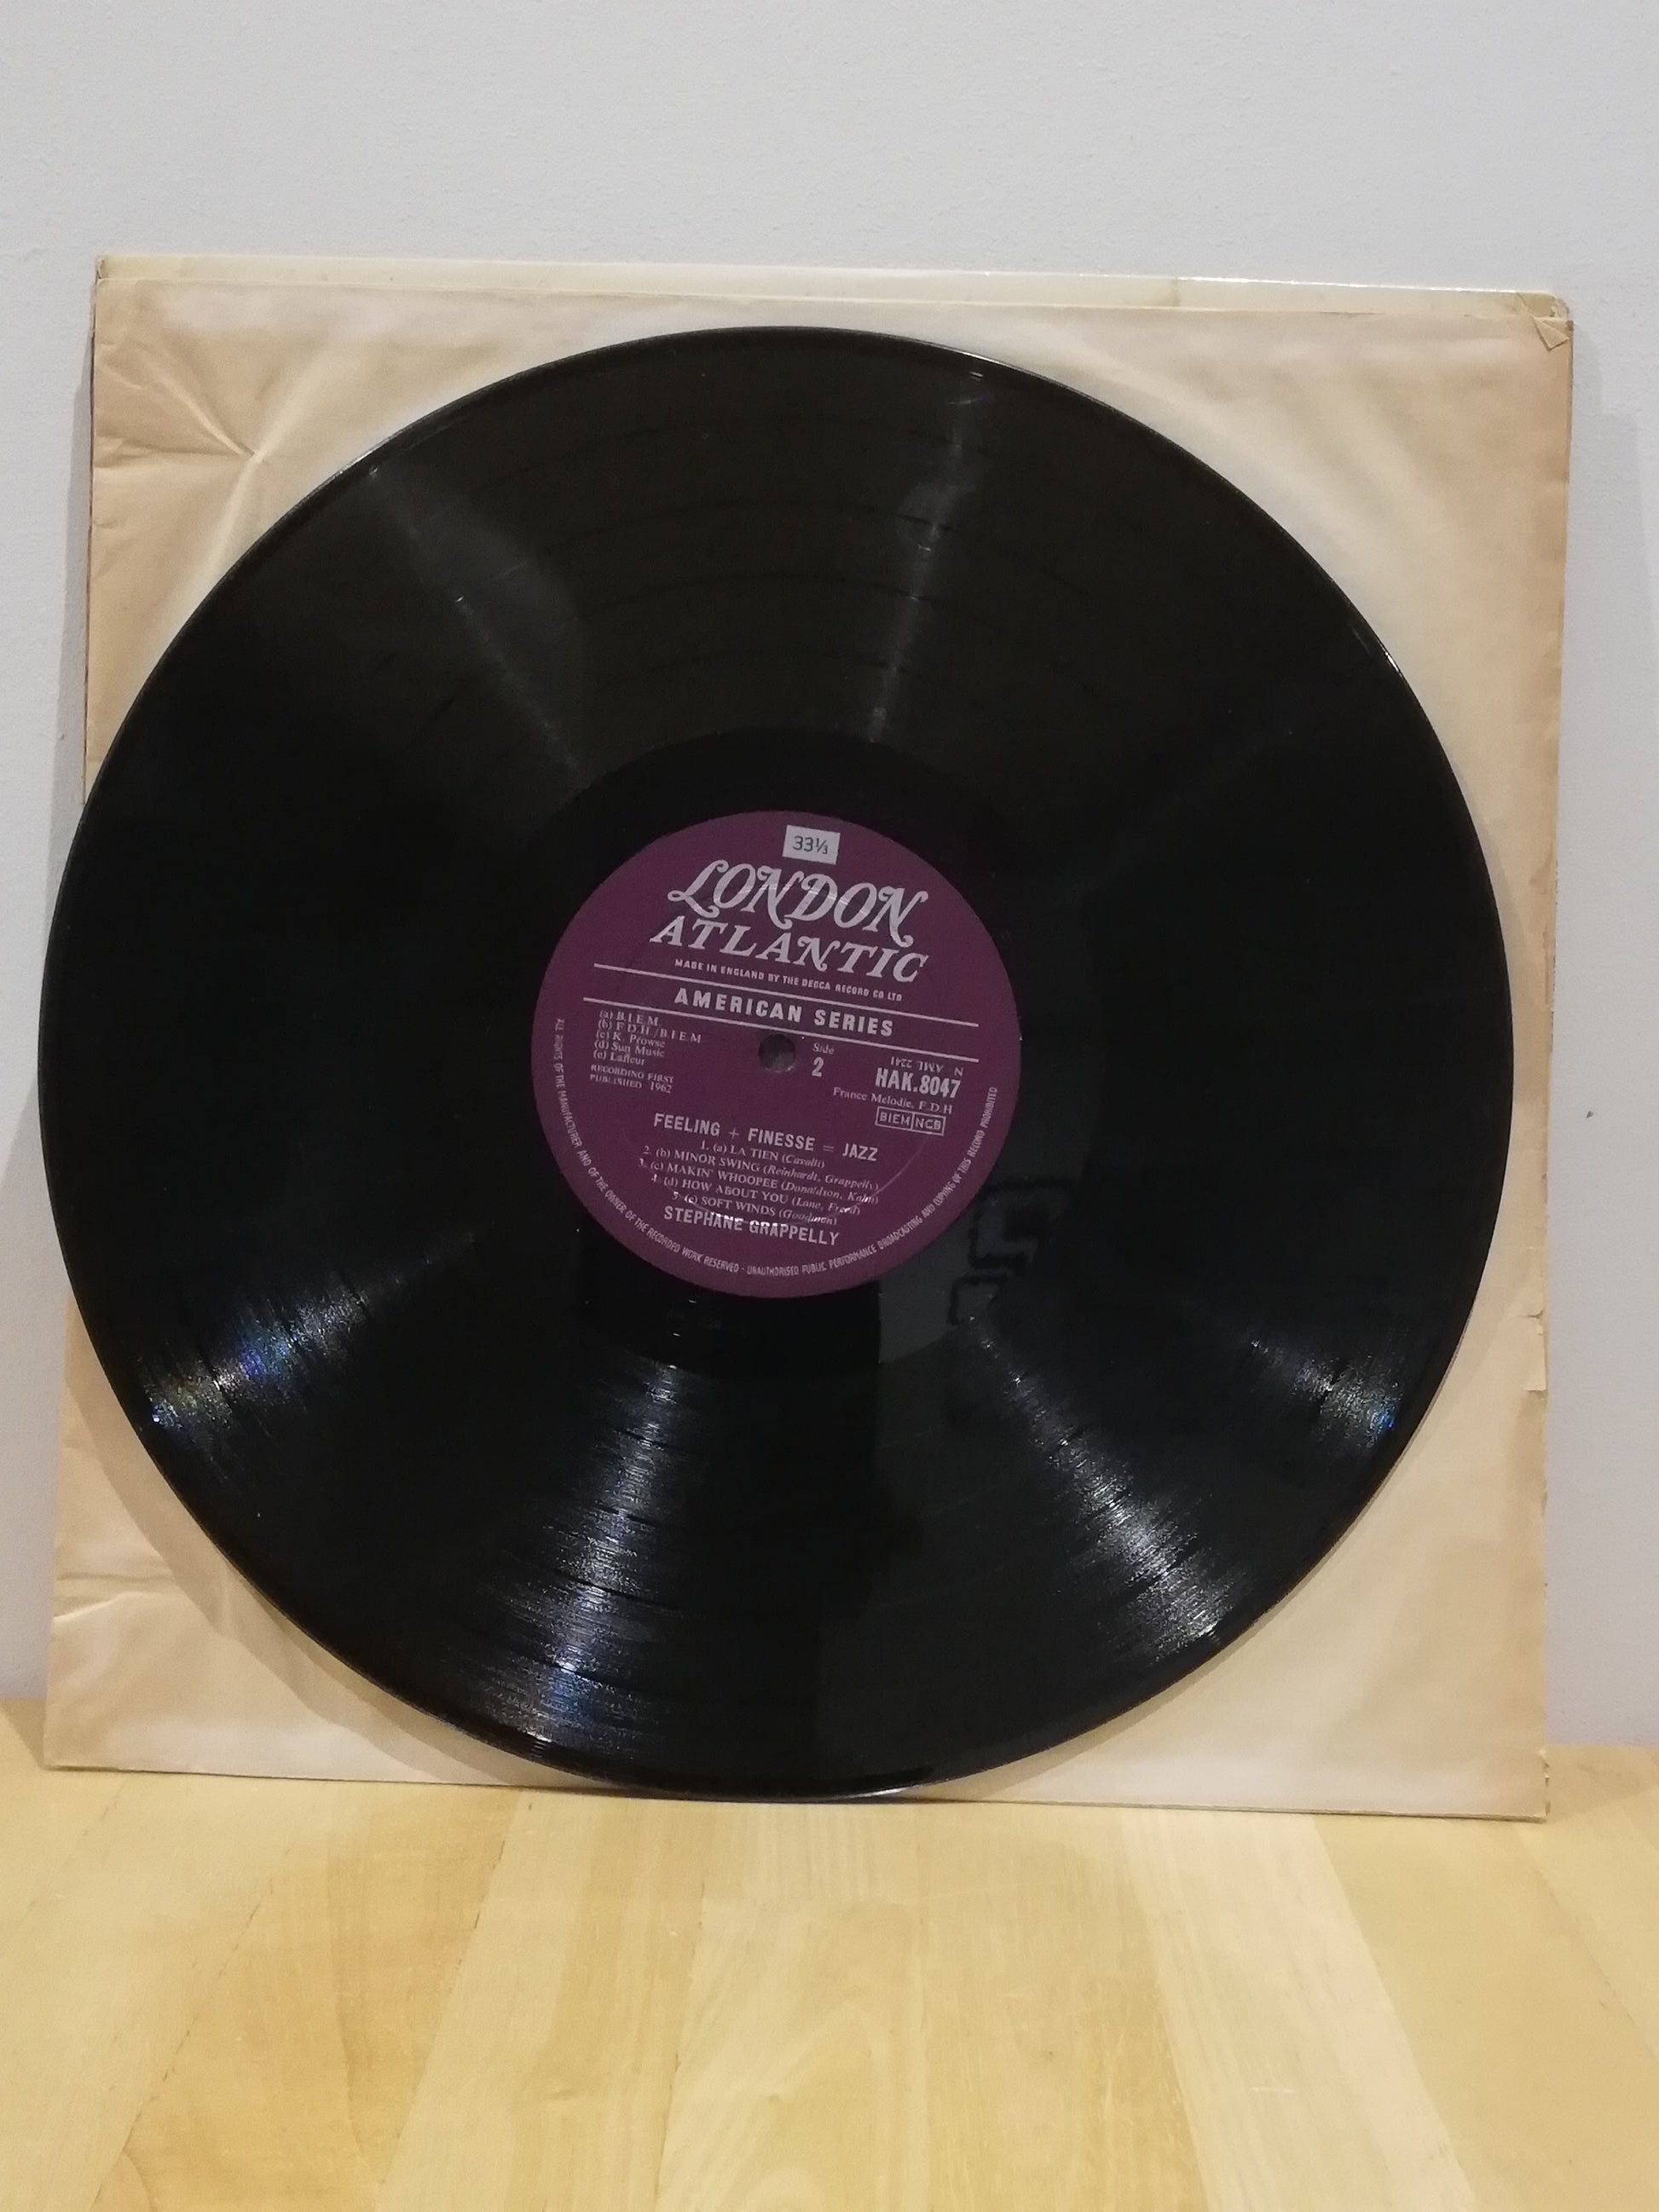 33⅓
LONDON
ATLANTIC
MADE IN ENGLAND BY THE DECCA RECORD CO LTD
AMERICAN SERIES
(a) B.I.E.M.
(b) F.D.H./B.I.E.M
(c) K. Prowse
(d) Sun Music
(e) Lafleur
RECORDING FIRST
PUBLISHED 1962
Side
2
N AML 2241
HAK.8047
France Melodie, F.D.H
BIEM NCB
FEELING + FINESSE = JAZZ
1. (a) LA TIEN (Cavalli)
2. (b) MINOR SWING (Reinhardt, Grappelly)
3. (c) MAKIN' WHOOPEE (Donaldson, Kahn)
4. (d) HOW ABOUT YOU (Lane, Freed)
5. (e) SOFT WINDS (Goodman)
STEPHANE GRAPPELLY
ALL RIGHTS OF THE MANUFACTURER AND OF THE OWNER OF THE RECORDED WORK RESERVED · UNAUTHORISED PUBLIC PERFORMANCE BROADCASTING AND COPYING OF THIS RECORD PROHIBITED